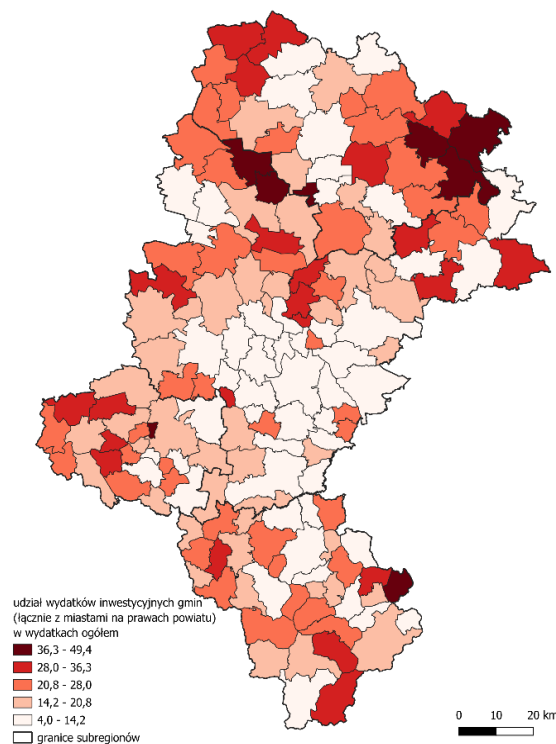 udział wydatków inwestycyjnych gmin
(łącznie z miastami na prawach powiatu)
w wydatkach ogółem
36,3 - 49,4
28,0 - 36,3
20,8 - 28,0
14,2 - 20,8
4,0 - 14,2
granice subregionów
0 10 20 km